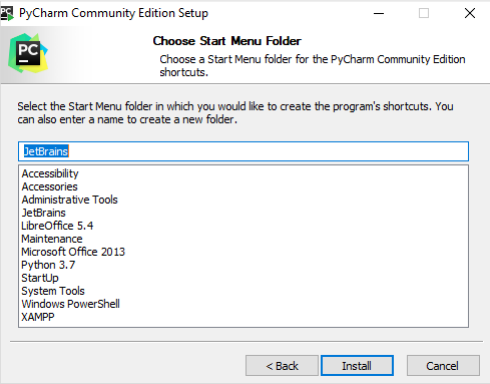 PyCharm Community Edition Setup
PC
Choose Start Menu Folder
Choose a Start Menu folder for the PyCharm Community Edition
shortcuts.
Select the Start Menu folder in which you would like to create the program's shortcuts. You
can also enter a name to create a new folder.
JetBrains
Accessibility
Accessories
Administrative Tools
JetBrains
LibreOffice 5.4
Maintenance
Microsoft Office 2013
Python 3.7
StartUp
System Tools
Windows PowerShell
XAMPP
< Back Install Cancel